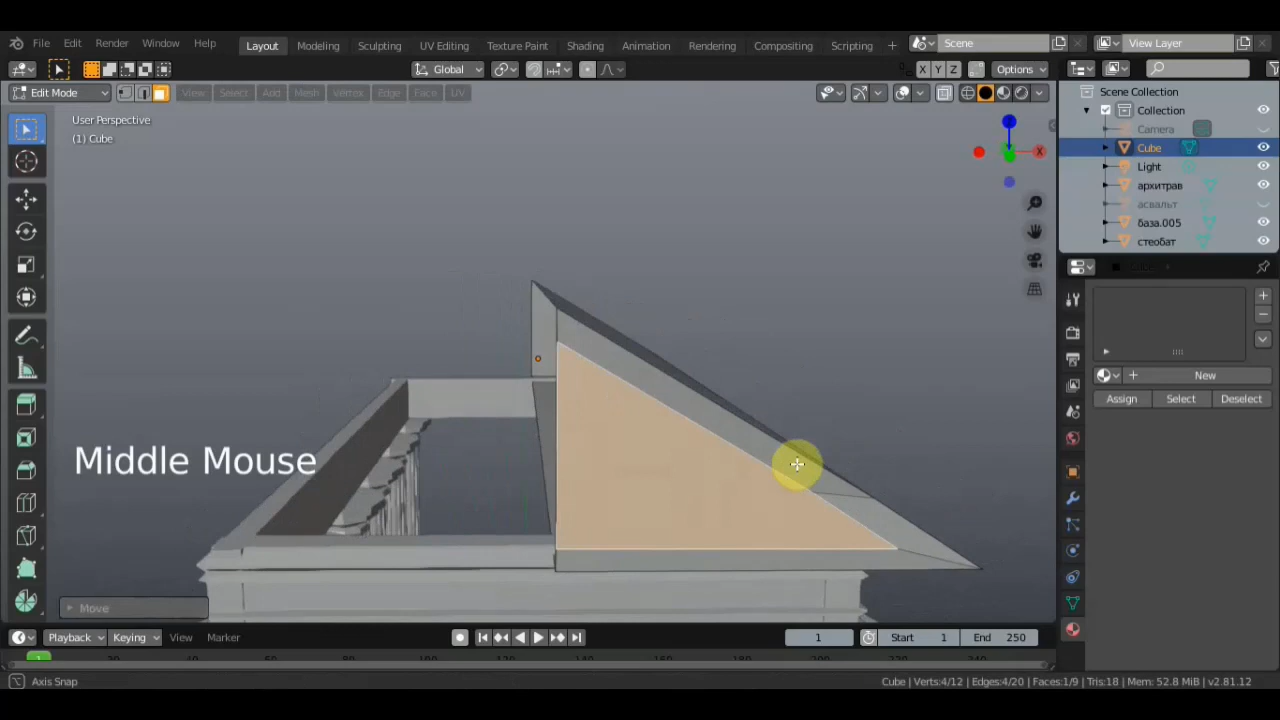 File Edit Render Window Help Layout Modeling Sculpting UV Editing Texture Paint Shading Animation Rendering Compositing Scripting Scene View Layer
Global X Y Z Options
Edit Mode View Select Add Mesh Vertex Edge Face UV
Scene Collection
Collection
Camera
Cube
Light
архитрав
асвальт
база.005
стеобат
User Perspective
(1) Cube
X
New
Assign Select Deselect
Middle Mouse
Move
Playback Keying View Marker 1 Start 1 End 250
Axis Snap Cube | Verts:4/12 | Edges:4/20 | Faces:1/9 | Tris:18 | Mem: 52.8 MiB | v2.81.12